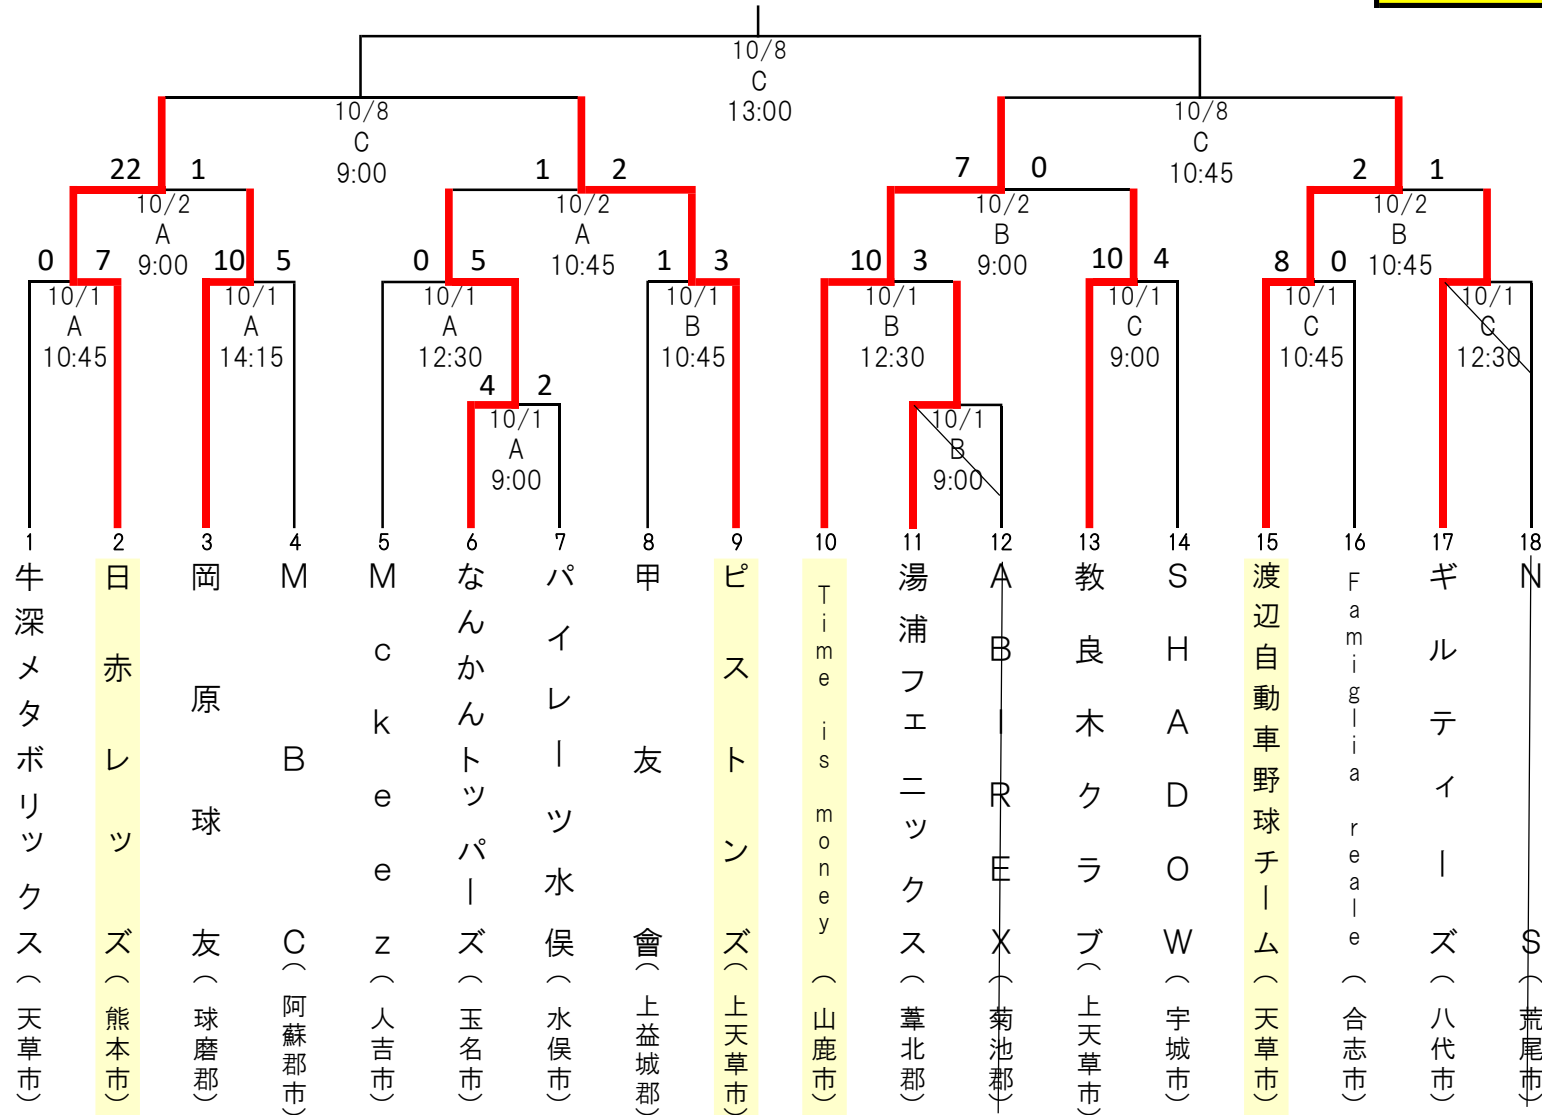 10/8
C
13:00
10/8
C
9:00
10/8
C
10:45
22 1
10/2
A
9:00
1 2
10/2
A
10:45
7 0
10/2
B
9:00
2 1
10/2
B
10:45
0 7
10/1
A
10:45
10 5
10/1
A
14:15
0 5
10/1
A
12:30
1 3
10/1
B
10:45
10 3
10/1
B
12:30
10 4
10/1
C
9:00
8 0
10/1
C
10:45
10/1
C
12:30
4 2
10/1
A
9:00
10/1
B
9:00
1
牛深メタボリックス(天草市)
2
日赤レッズ(熊本市)
3
岡原球友(球磨郡)
4
MBC(阿蘇郡市)
5
Mckeez(人吉市)
6
なんかんトッパーズ(玉名市)
7
パイレーツ水俣(水俣市)
8
甲友會(上益城郡)
9
ピストンズ(上天草市)
10
Time is money(山鹿市)
11
湯浦フェニックス(葦北郡)
12
ABIREX(菊池郡)
13
教良木クラブ(上天草市)
14
SHADOW(宇城市)
15
渡辺自動車野球チーム(天草市)
16
Famiglia reale(合志市)
17
ギルティーズ(八代市)
18
NS(荒尾市)